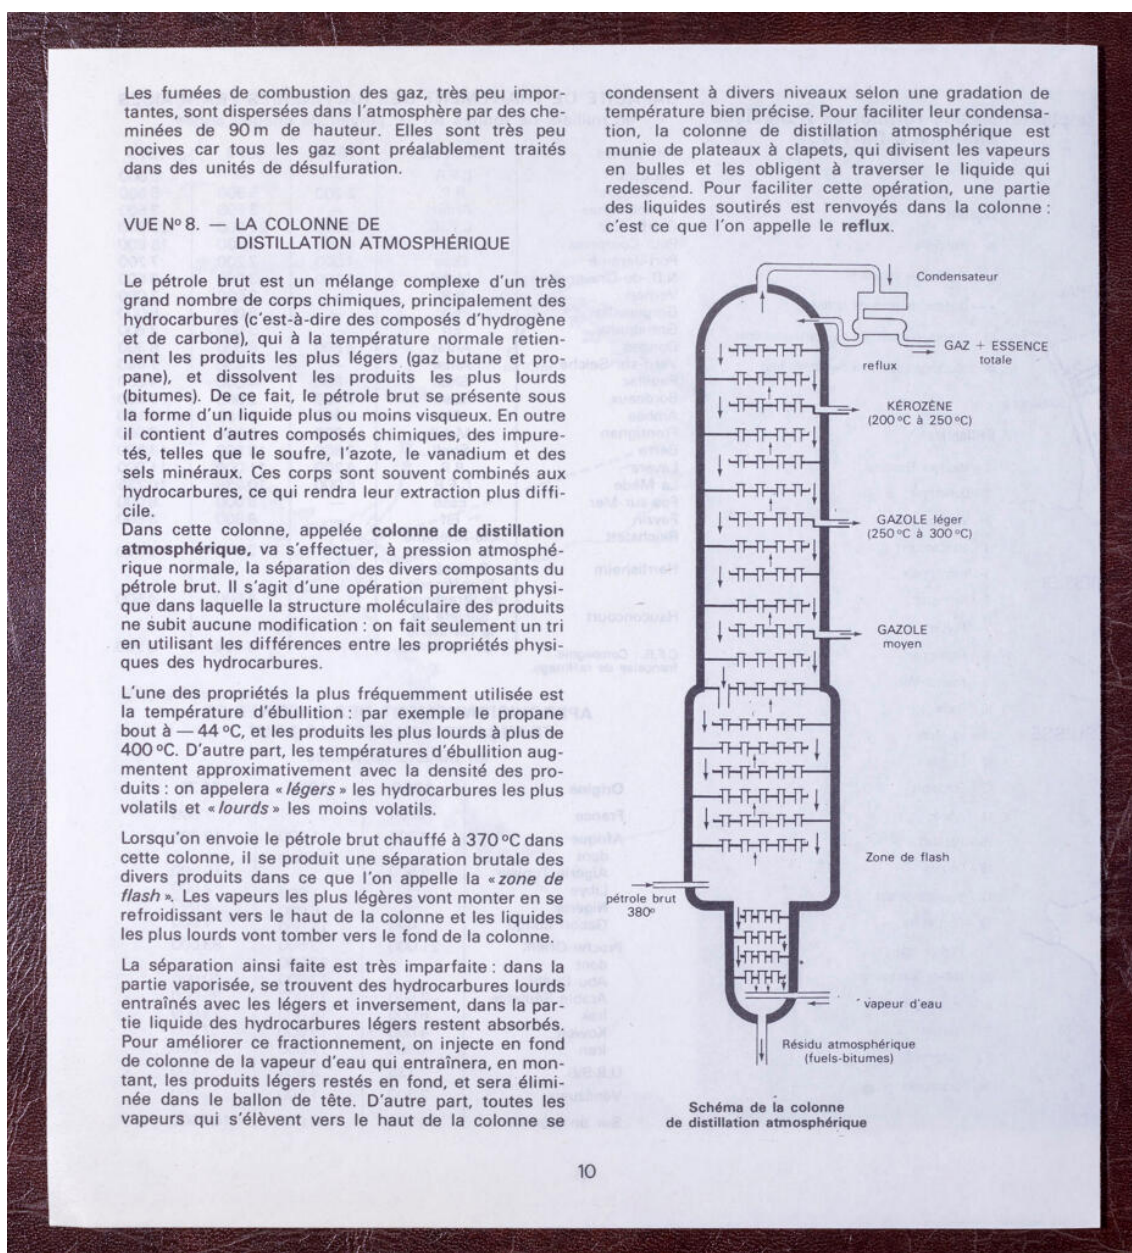 Les fumées de combustion des gaz, très peu impor-
tantes, sont dispersées dans l'atmosphère par des che-
minées de 90 m de hauteur. Elles sont très peu
nocives car tous les gaz sont préalablement traités
dans des unités de désulfuration.
VUE Nº 8. — LA COLONNE DE
DISTILLATION ATMOSPHÉRIQUE
Le pétrole brut est un mélange complexe d'un très
grand nombre de corps chimiques, principalement des
hydrocarbures (c'est-à-dire des composés d'hydrogène
et de carbone), qui à la température normale retien-
nent les produits les plus légers (gaz butane et pro-
pane), et dissolvent les produits les plus lourds
(bitumes). De ce fait, le pétrole brut se présente sous
la forme d'un liquide plus ou moins visqueux. En outre
il contient d'autres composés chimiques, des impure-
tés, telles que le soufre, l'azote, le vanadium et des
sels minéraux. Ces corps sont souvent combinés aux
hydrocarbures, ce qui rendra leur extraction plus diffi-
cile.
Dans cette colonne, appelée colonne de distillation
atmosphérique, va s'effectuer, à pression atmosphé-
rique normale, la séparation des divers composants du
pétrole brut. Il s'agit d'une opération purement physi-
que dans laquelle la structure moléculaire des produits
ne subit aucune modification : on fait seulement un tri
en utilisant les différences entre les propriétés physi-
ques des hydrocarbures.
L'une des propriétés la plus fréquemment utilisée est
la température d'ébullition : par exemple le propane
bout à — 44 ºC, et les produits les plus lourds à plus de
400 ºC. D'autre part, les températures d'ébullition aug-
mentent approximativement avec la densité des pro-
duits : on appelera « légers » les hydrocarbures les plus
volatils et « lourds » les moins volatils.
Lorsqu'on envoie le pétrole brut chauffé à 370 ºC dans
cette colonne, il se produit une séparation brutale des
divers produits dans ce que l'on appelle la « zone de
flash ». Les vapeurs les plus légères vont monter en se
refroidissant vers le haut de la colonne et les liquides
les plus lourds vont tomber vers le fond de la colonne.
La séparation ainsi faite est très imparfaite : dans la
partie vaporisée, se trouvent des hydrocarbures lourds
entraînés avec les légers et inversement, dans la par-
tie liquide des hydrocarbures légers restent absorbés.
Pour améliorer ce fractionnement, on injecte en fond
de colonne de la vapeur d'eau qui entraînera, en mon-
tant, les produits légers restés en fond, et sera élimi-
née dans le ballon de tête. D'autre part, toutes les
vapeurs qui s'élèvent vers le haut de la colonne se
condensent à divers niveaux selon une gradation de
température bien précise. Pour faciliter leur condensa-
tion, la colonne de distillation atmosphérique est
munie de plateaux à clapets, qui divisent les vapeurs
en bulles et les obligent à traverser le liquide qui
redescend. Pour faciliter cette opération, une partie
des liquides soutirés est renvoyés dans la colonne :
c'est ce que l'on appelle le reflux.
Condensateur
GAZ + ESSENCE
totale
reflux
KÉROZÈNE
(200 ºC à 250 ºC)
GAZOLE léger
(250 ºC à 300 ºC)
GAZOLE
moyen
Zone de flash
pétrole brut
380º
vapeur d'eau
Résidu atmosphérique
(fuels-bitumes)
Schéma de la colonne
de distillation atmosphérique
10